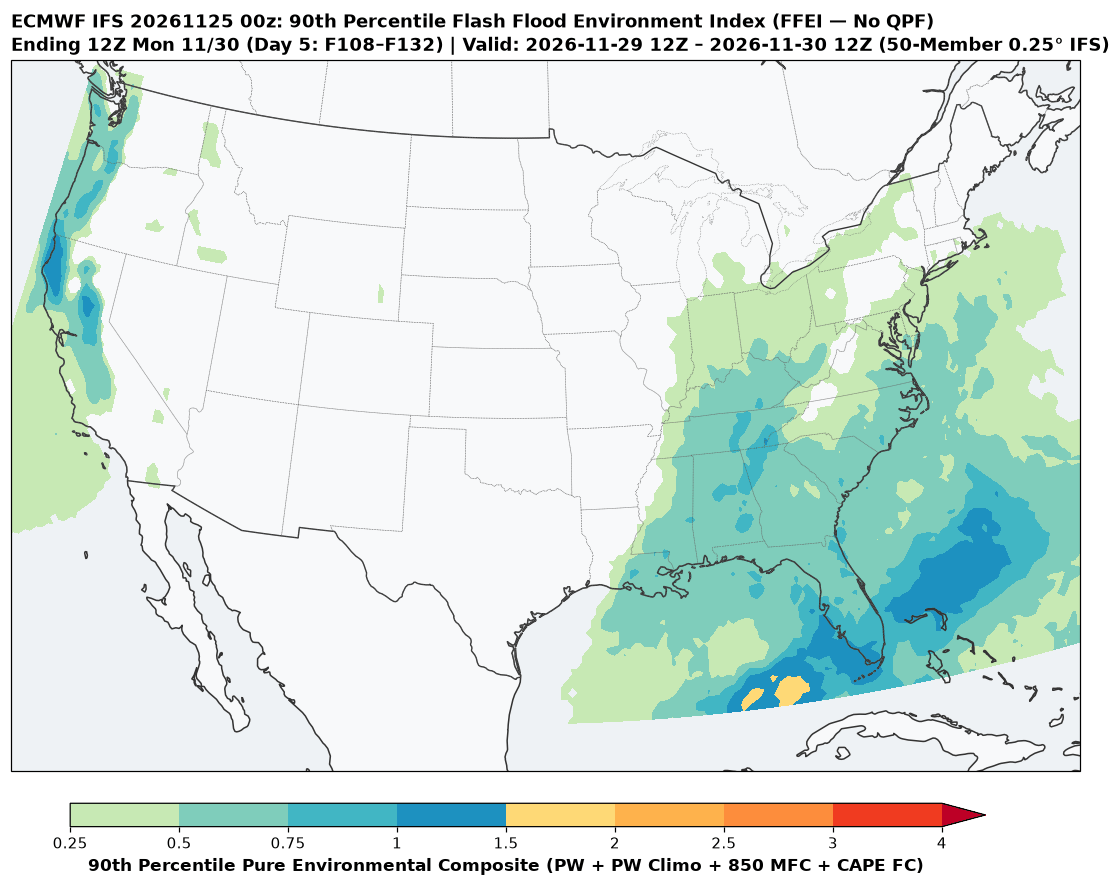 ECMWF IFS 20261125 00z: 90th Percentile Flash Flood Environment Index (FFEI — No QPF)
Ending 12Z Mon 11/30 (Day 5: F108–F132) | Valid: 2026-11-29 12Z – 2026-11-30 12Z (50-Member 0.25° IFS)
0.25 0.5 0.75 1 1.5 2 2.5 3 4
90th Percentile Pure Environmental Composite (PW + PW Climo + 850 MFC + CAPE FC)